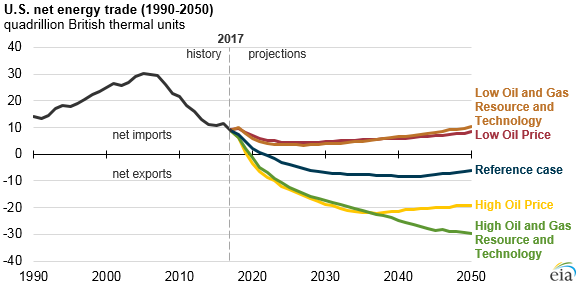 U.S. net energy trade (1990-2050)
quadrillion British thermal units
2017
history
projections
40
30
20
10
0
-10
-20
-30
-40
net imports
net exports
Low Oil and Gas
Resource and
Technology
Low Oil Price
Reference case
High Oil Price
High Oil and Gas
Resource and
Technology
1990
2000
2010
2020
2030
2040
2050
eia